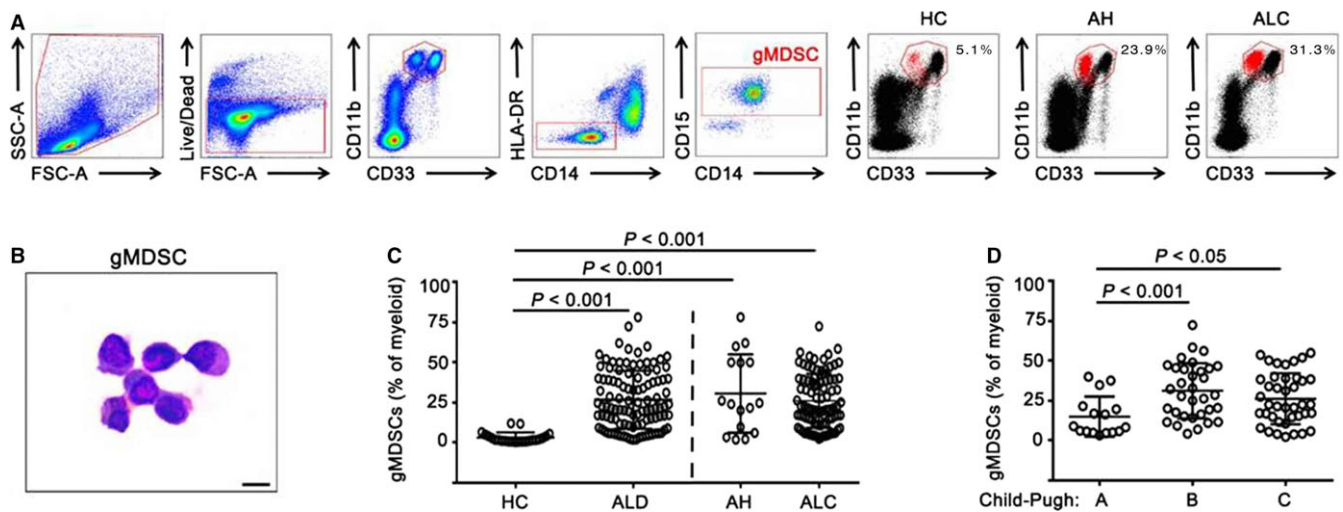 A
SSC-A
FSC-A
Live/Dead
FSC-A
CD11b
CD33
HLA-DR
CD14
CD15
CD14
gMDSC
HC
5.1%
CD11b
CD33
AH
23.9%
CD11b
CD33
ALC
31.3%
CD11b
CD33
B
gMDSC
C
P < 0.001
P < 0.001
P < 0.001
gMDSCs (% of myeloid)
100
75
50
25
0
HC ALD AH ALC
D
P < 0.05
P < 0.001
gMDSCs (% of myeloid)
100
75
50
25
0
Child-Pugh: A B C